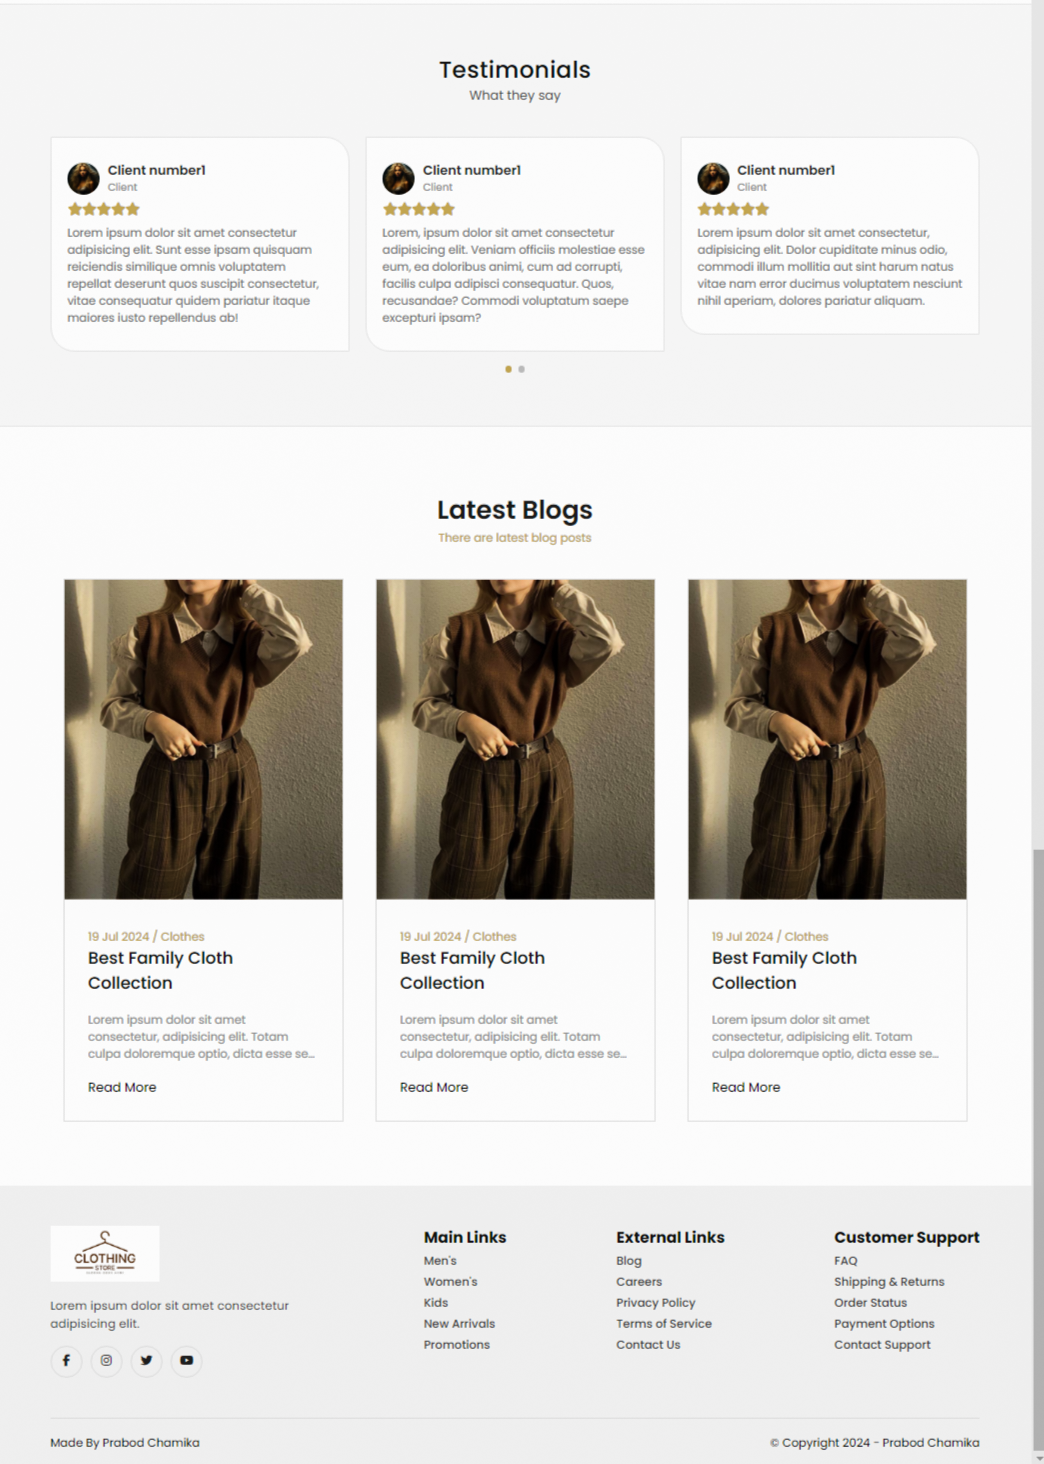 Testimonials
What they say
Client number1
Client
Lorem ipsum dolor sit amet consectetur
adipisicing elit. Sunt esse ipsam quisquam
reiciendis similique omnis voluptatem
repellat deserunt quos suscipit consectetur,
vitae consequatur quidem pariatur itaque
maiores iusto repellendus ab!
Client number1
Client
Lorem, ipsum dolor sit amet consectetur
adipisicing elit. Veniam officiis molestiae esse
eum, ea doloribus animi, cum ad corrupti,
facilis culpa adipisci consequatur. Quos,
recusandae? Commodi voluptatum saepe
excepturi ipsam?
Client number1
Client
Lorem ipsum dolor sit amet consectetur,
adipisicing elit. Dolor cupiditate minus odio,
commodi illum mollitia aut sint harum natus
vitae nam error ducimus voluptatem nesciunt
nihil aperiam, dolores pariatur aliquam.
Latest Blogs
There are latest blog posts
19 Jul 2024 / Clothes
Best Family Cloth
Collection
Lorem ipsum dolor sit amet
consectetur, adipisicing elit. Totam
culpa doloremque optio, dicta esse se...
Read More
19 Jul 2024 / Clothes
Best Family Cloth
Collection
Lorem ipsum dolor sit amet
consectetur, adipisicing elit. Totam
culpa doloremque optio, dicta esse se...
Read More
19 Jul 2024 / Clothes
Best Family Cloth
Collection
Lorem ipsum dolor sit amet
consectetur, adipisicing elit. Totam
culpa doloremque optio, dicta esse se...
Read More
CLOTHING
STORE
Lorem ipsum dolor sit amet consectetur
adipisicing elit.
Main Links
Men's
Women's
Kids
New Arrivals
Promotions
External Links
Blog
Careers
Privacy Policy
Terms of Service
Contact Us
Customer Support
FAQ
Shipping & Returns
Order Status
Payment Options
Contact Support
Made By Prabod Chamika
© Copyright 2024 - Prabod Chamika